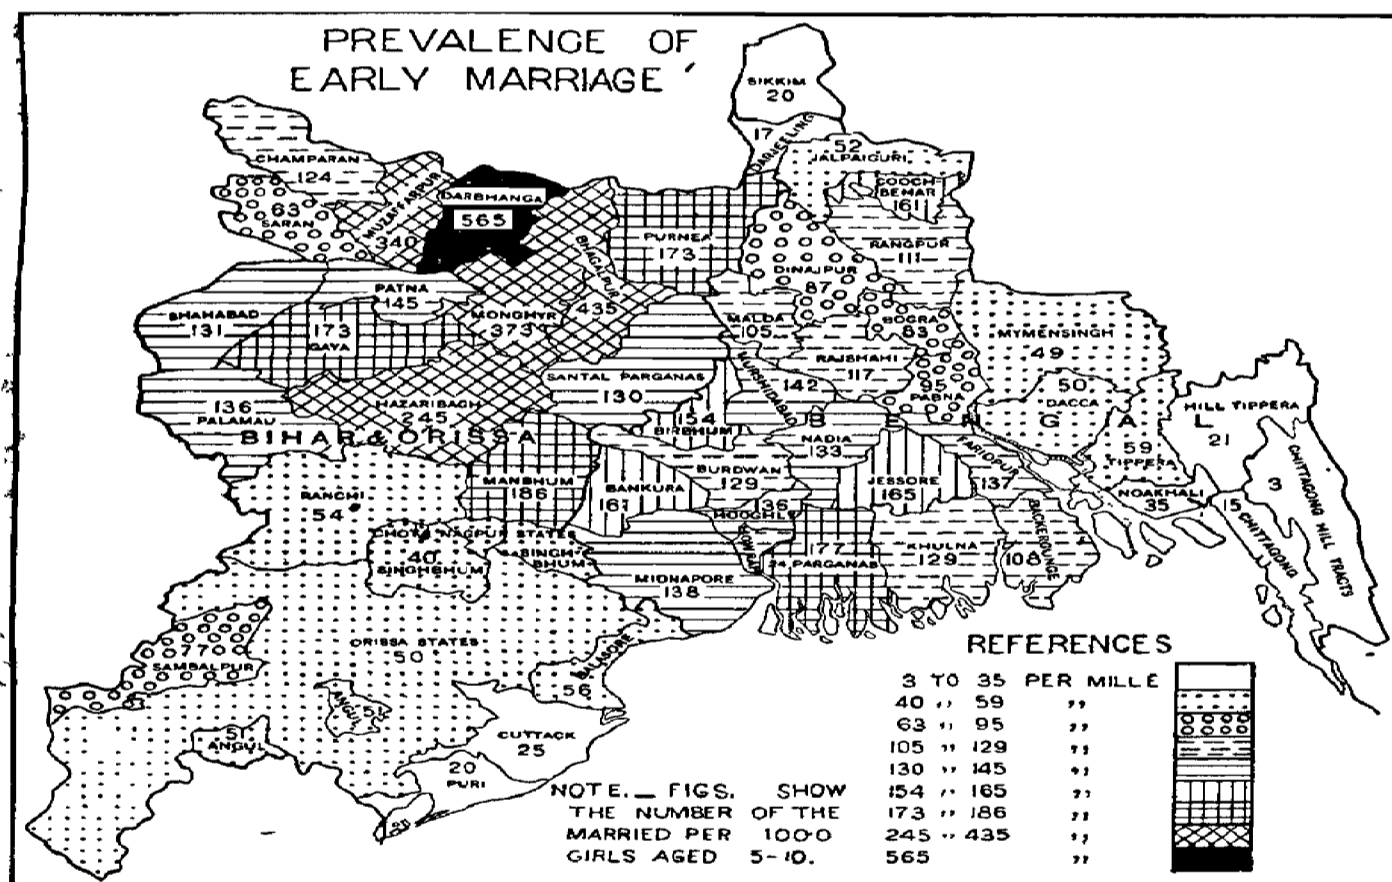 PREVALENCE OF
EARLY MARRIAGE
SIKKIM
20
17
DARJEELING
52
JALPAIGURI
COOCH-
BEHAR
161
CHAMPARAN
124
63
SARAN
MUZAFFARPUR
340
DARBHANGA
565
BHAGALPUR
435
PURNEA
173
DINAJPUR
87
RANGPUR
111
SHAHABAD
131
PATNA
145
173
GAYA
MONGHYR
373
MALDA
105
BOGRA
83
MYMENSINGH
49
RAJSHAHI
117
95
PABNA
50
DACCA
136
PALAMAU
HAZARIBAGH
245
SANTAL PARGANAS
130
MURSHIDABAD
142
154
BIRBHUM
BIHAR & ORISSA
B E N G A L
NADIA
133
FARIDPUR
137
59
TIPPERA
HILL TIPPERA
21
CHITTAGONG HILL TRACTS
3
RANCHI
54
MANBHUM
186
BANKURA
161
BURDWAN
129
136
HOOGHLY
HOWRAH
JESSORE
165
NOAKHALI
35
15
CHITTAGONG
CHOTA NAGPUR STATES
40
SINGHBHUM
SINGH-
BHUM
MIDNAPORE
138
177
24 PARGANAS
KHULNA
129
BACKERGUNGE
108
77
SAMBALPUR
ORISSA STATES
50
BALASORE
56
ANGUL
51
ANGUL
CUTTACK
25
20
PURI
REFERENCES
3 TO 35 PER MILLE
40 " 59 "
63 " 95 "
105 " 129 "
130 " 145 "
154 " 165 "
173 " 186 "
245 " 435 "
565 "
NOTE._ FIGS. SHOW
THE NUMBER OF THE
MARRIED PER 1000
GIRLS AGED 5-10.